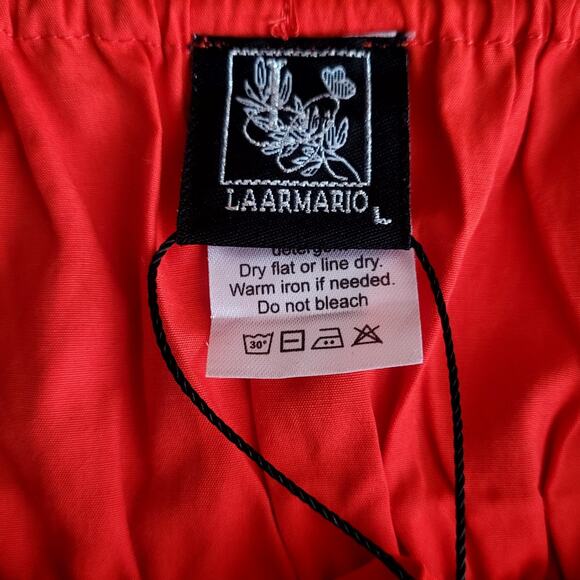 LAARMARIO
L
Dry flat or line dry.
Warm iron if needed.
Do not bleach
30°